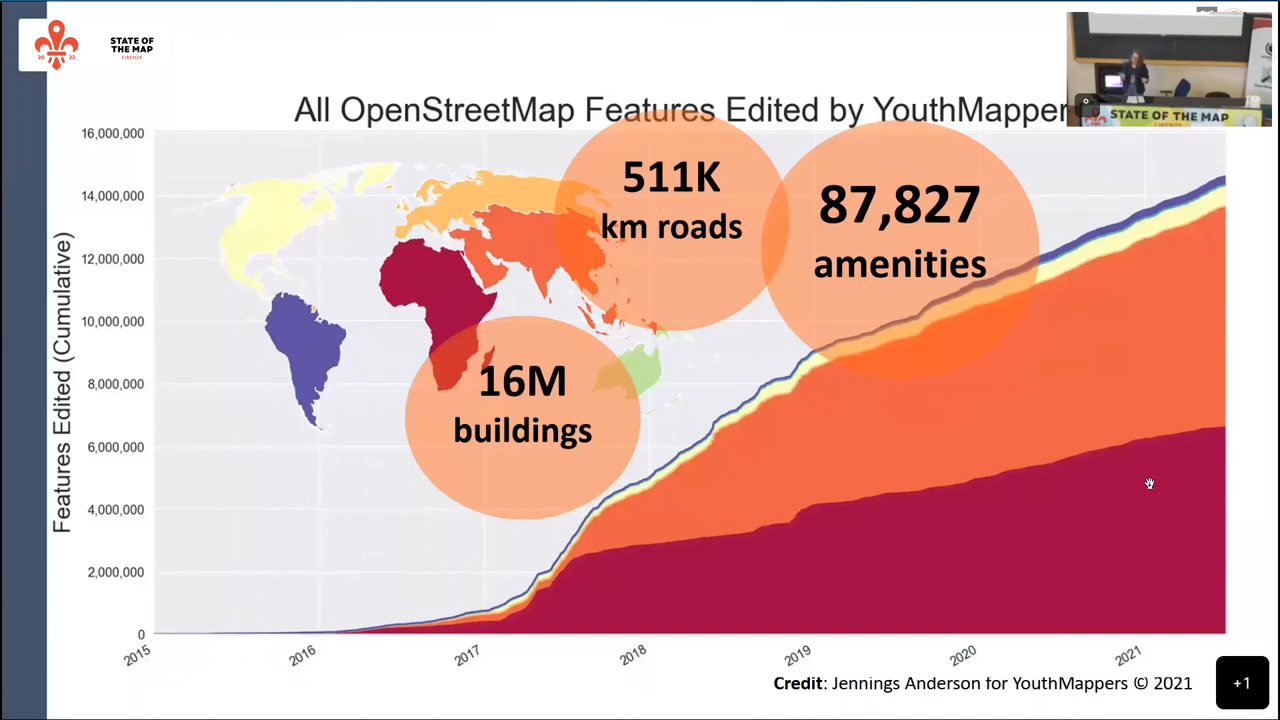 STATE OF
THE MAP
FIRENZE
20 22
All OpenStreetMap Features Edited by YouthMapper
STATE OF THE MAP
FIRENZE
16,000,000
14,000,000
12,000,000
10,000,000
8,000,000
6,000,000
4,000,000
2,000,000
0
Features Edited (Cumulative)
511K
km roads
87,827
amenities
16M
buildings
2015
2016
2017
2018
2019
2020
2021
Credit: Jennings Anderson for YouthMappers © 2021
+1